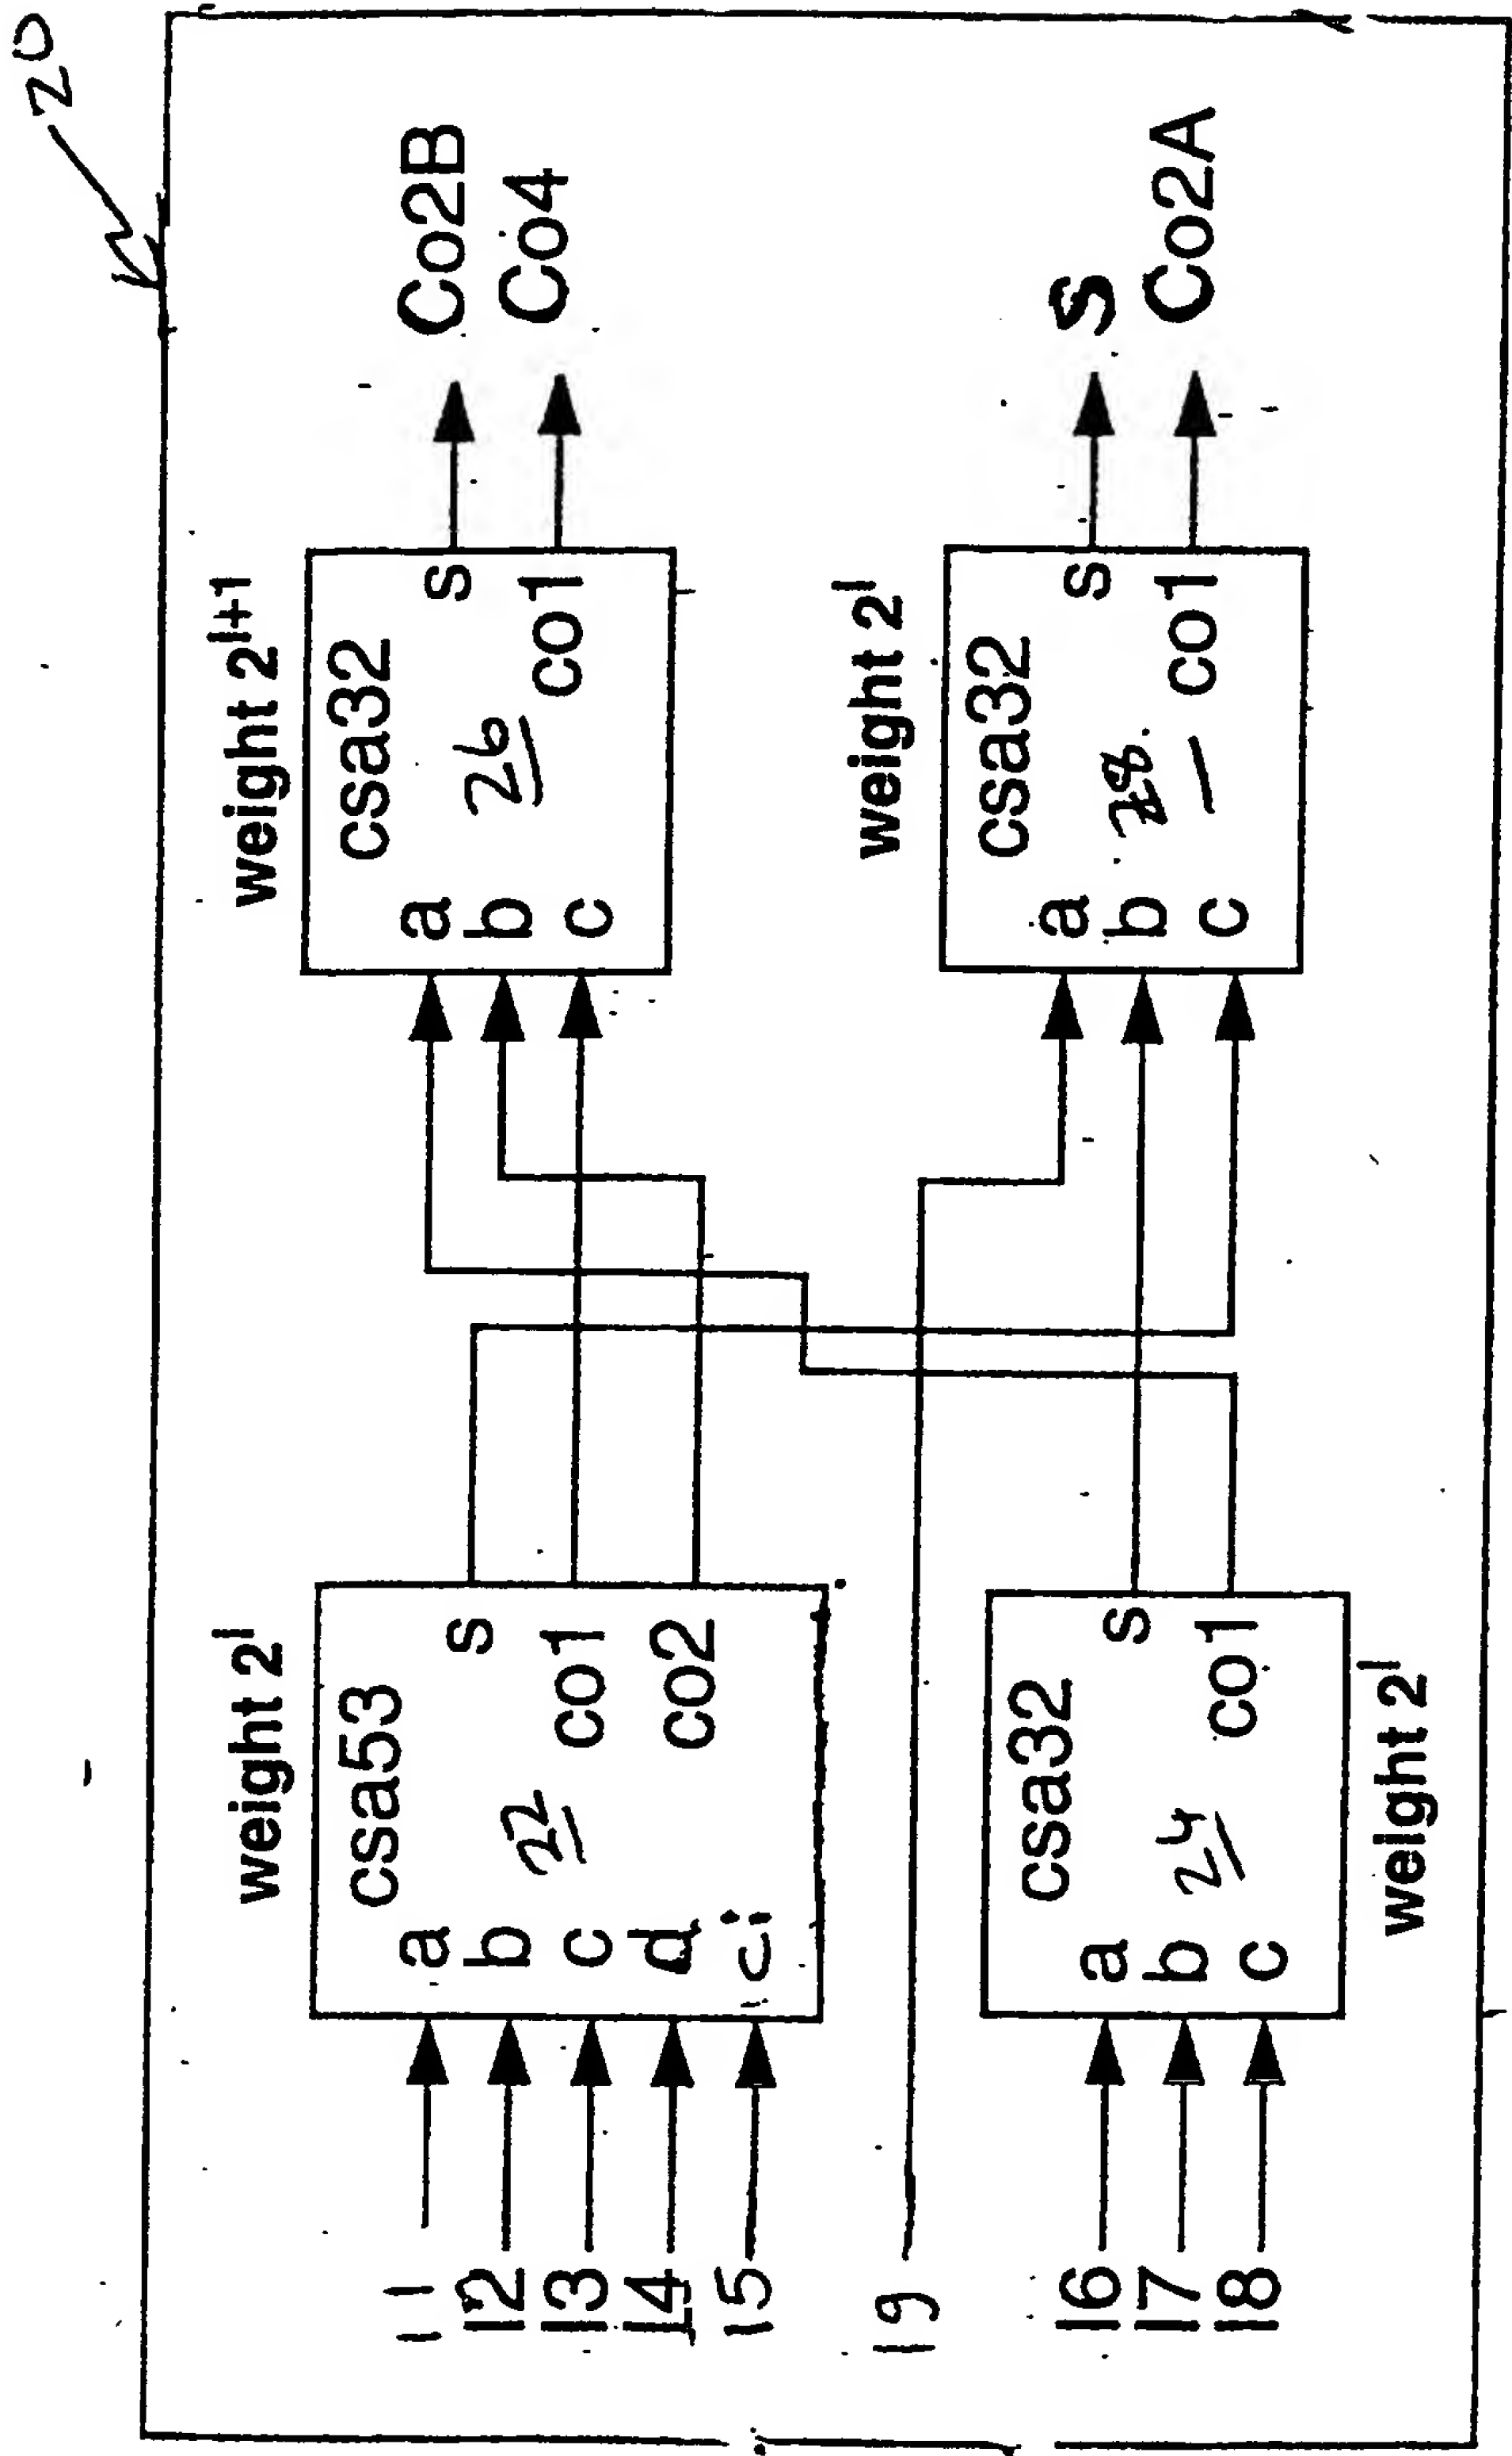 20
weight 2^I
csa53
a
b
c
d
ci
22
s
co1
co2
I1
I2
I3
I4
I5
I9
I6
I7
I8
csa32
a
b
c
24
s
co1
weight 2^I
weight 2^I+1
csa32
a
b
c
26
s
co1
Co2B
Co4
weight 2^I
csa32
a
b
c
28
s
co1
S
Co2A